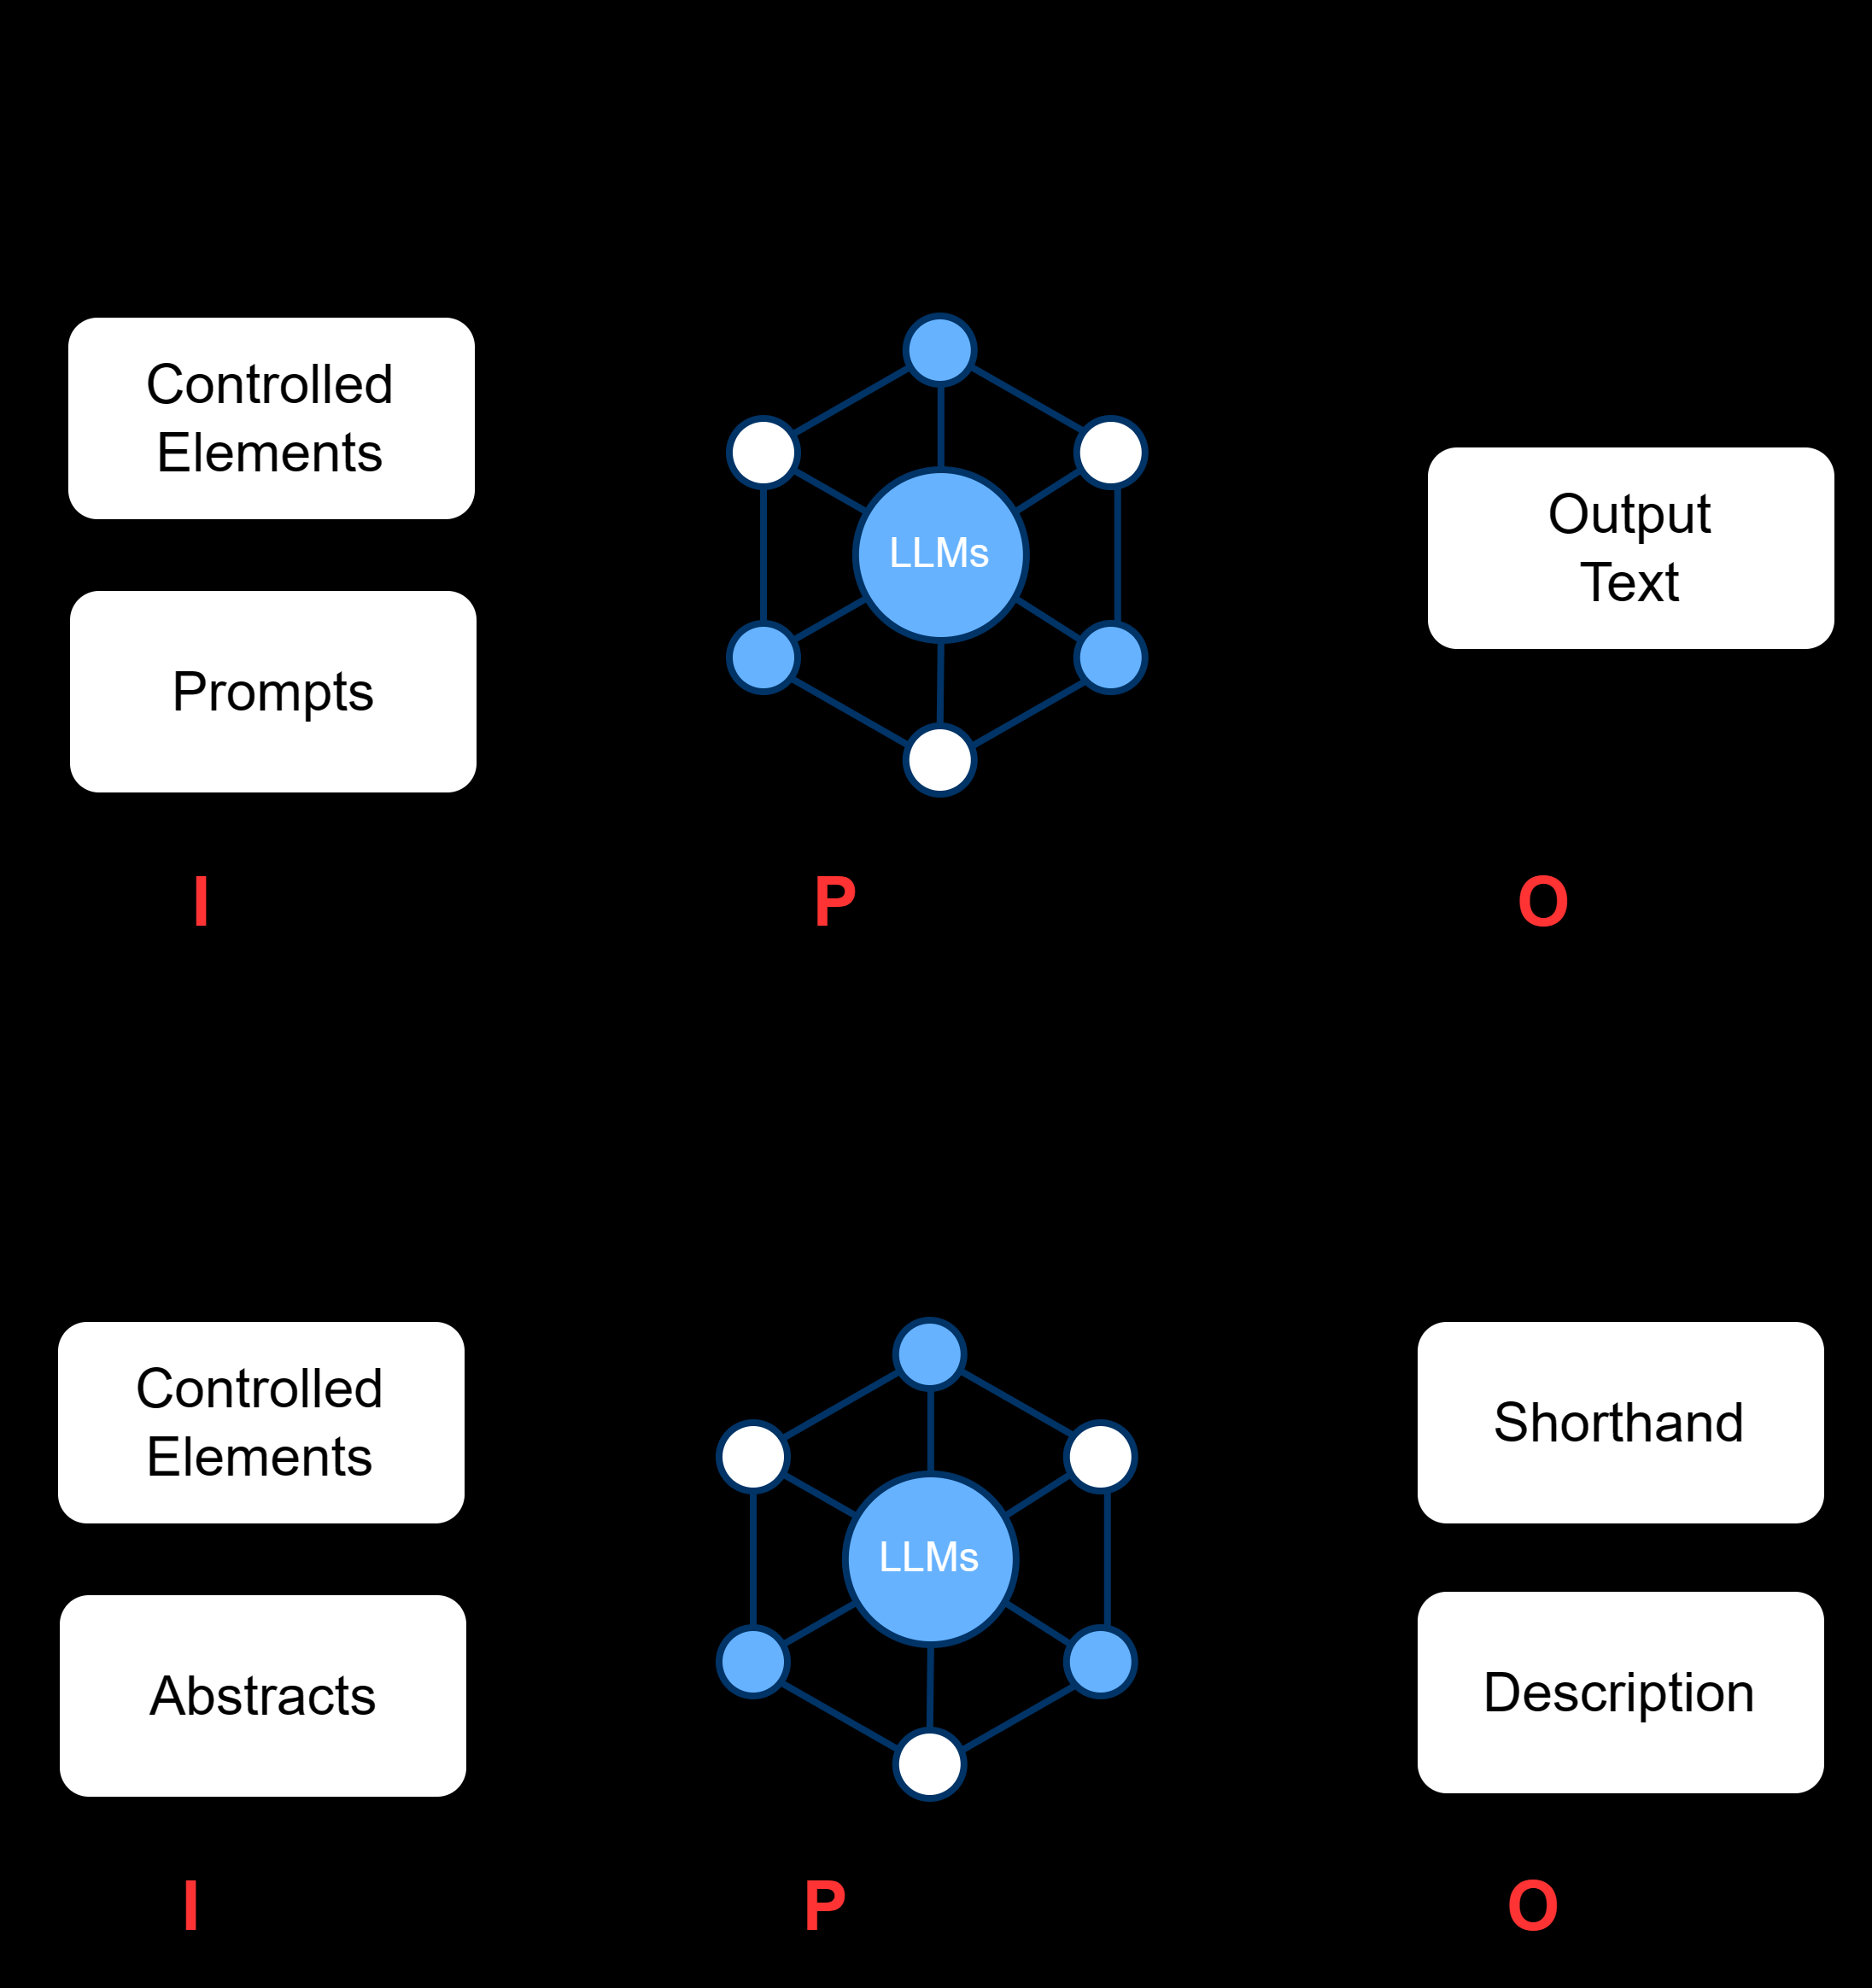 Controlled
Elements
Prompts
LLMs
Output
Text
I
P
O
Controlled
Elements
Abstracts
LLMs
Shorthand
Description
I
P
O